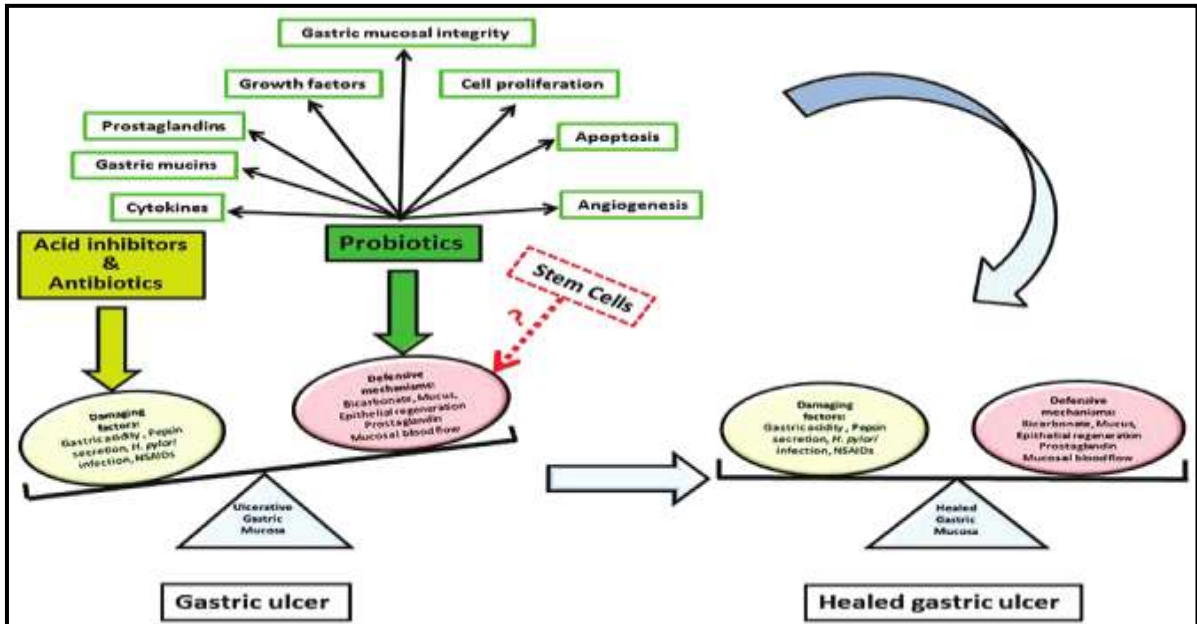 Gastric mucosal integrity
Growth factors
Cell proliferation
Prostaglandins
Apoptosis
Gastric mucins
Cytokines
Angiogenesis
Acid inhibitors
&
Antibiotics
Probiotics
Stem Cells
?
Damaging
factors:
Gastric acidity , Pepsin
secretion, H. pylori
infection, NSAIDs
Defensive
mechanisms:
Bicarbonate, Mucus,
Epithelial regeneration
Prostaglandin
Mucosal blood flow
Ulcerative
Gastric
Mucosa
Gastric ulcer
Damaging
factors:
Gastric acidity , Pepsin
secretion, H. pylori
infection, NSAIDs
Defensive
mechanisms:
Bicarbonate, Mucus,
Epithelial regeneration
Prostaglandin
Mucosal blood flow
Healed
Gastric
Mucosa
Healed gastric ulcer